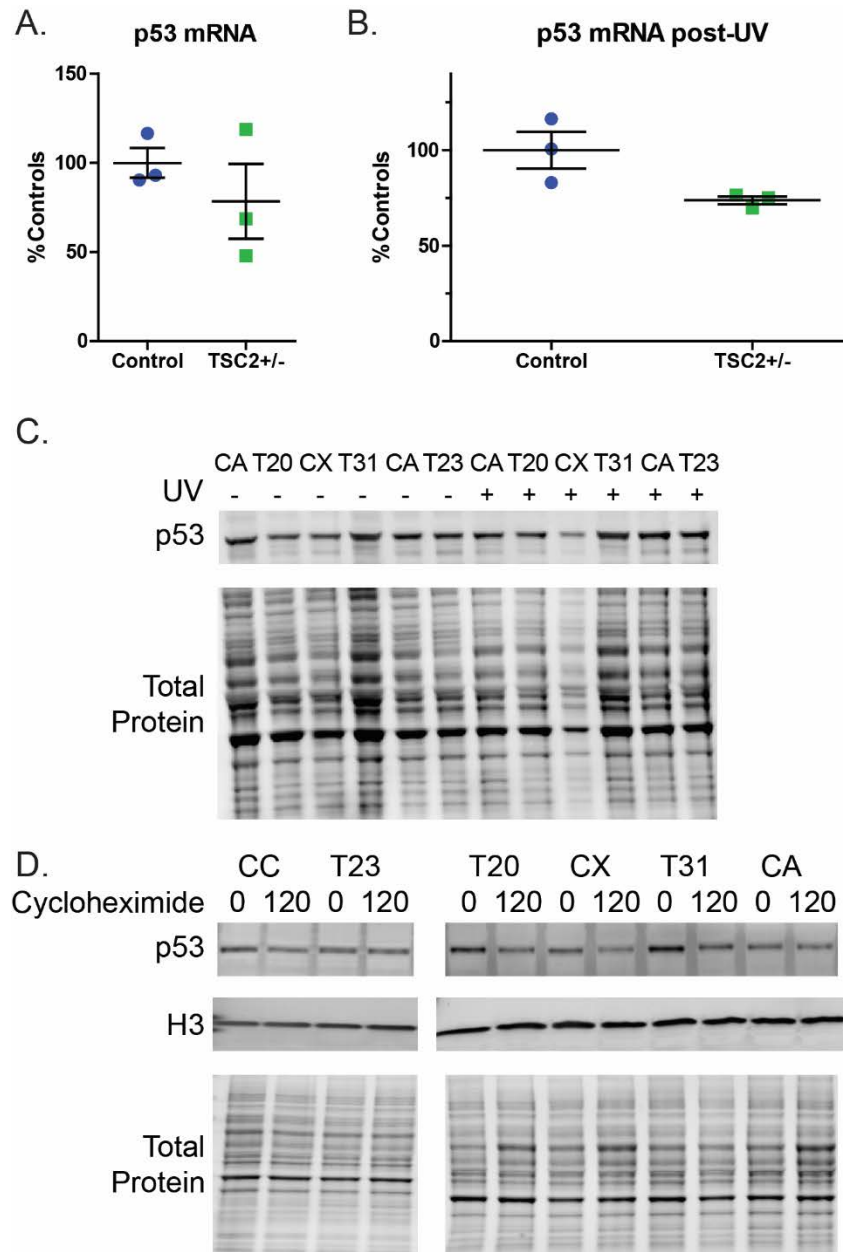 A.
p53 mRNA
150
100
50
0
%Controls
Control TSC2+/-
B.
p53 mRNA post-UV
100
50
0
%Controls
Control TSC2+/-
C.
CA T20 CX T31 CA T23 CA T20 CX T31 CA T23
UV - - - - - - + + + + + +
p53
Total
Protein
D.
CC T23 T20 CX T31 CA
Cycloheximide 0 120 0 120 0 120 0 120 0 120 0 120
p53
H3
Total
Protein